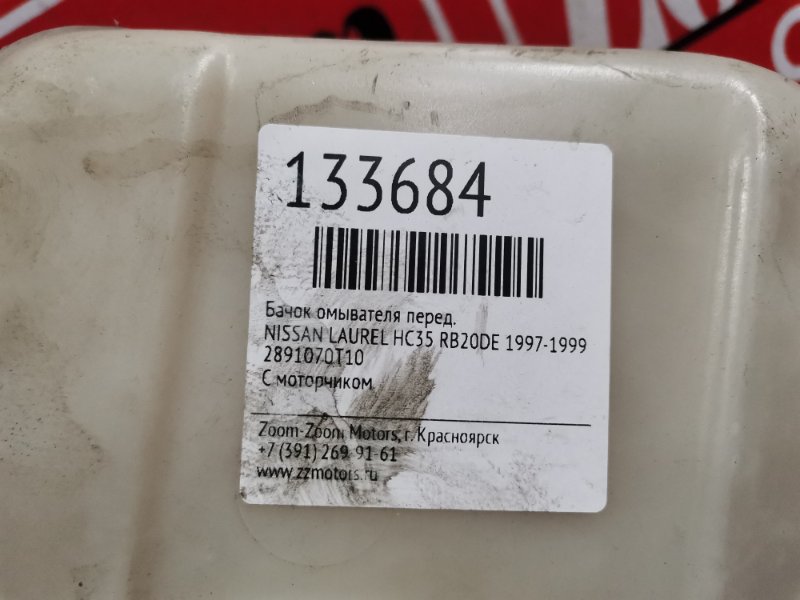 133684
Бачок омывателя перед.
NISSAN LAUREL HC35 RB20DE 1997-1999
2891070T10
С моторчиком
Zoom-Zoom Motors, г. Красноярск
+7 (391) 269 91 61
www.zzmotors.ru